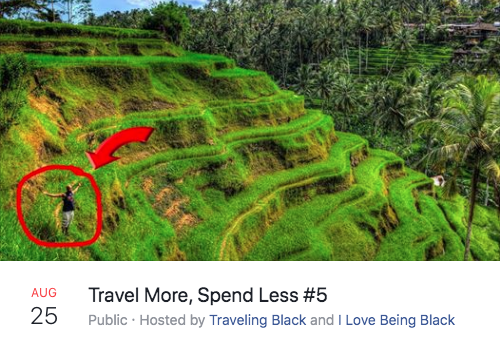 AUG
25
Travel More, Spend Less #5
Public · Hosted by Traveling Black and I Love Being Black